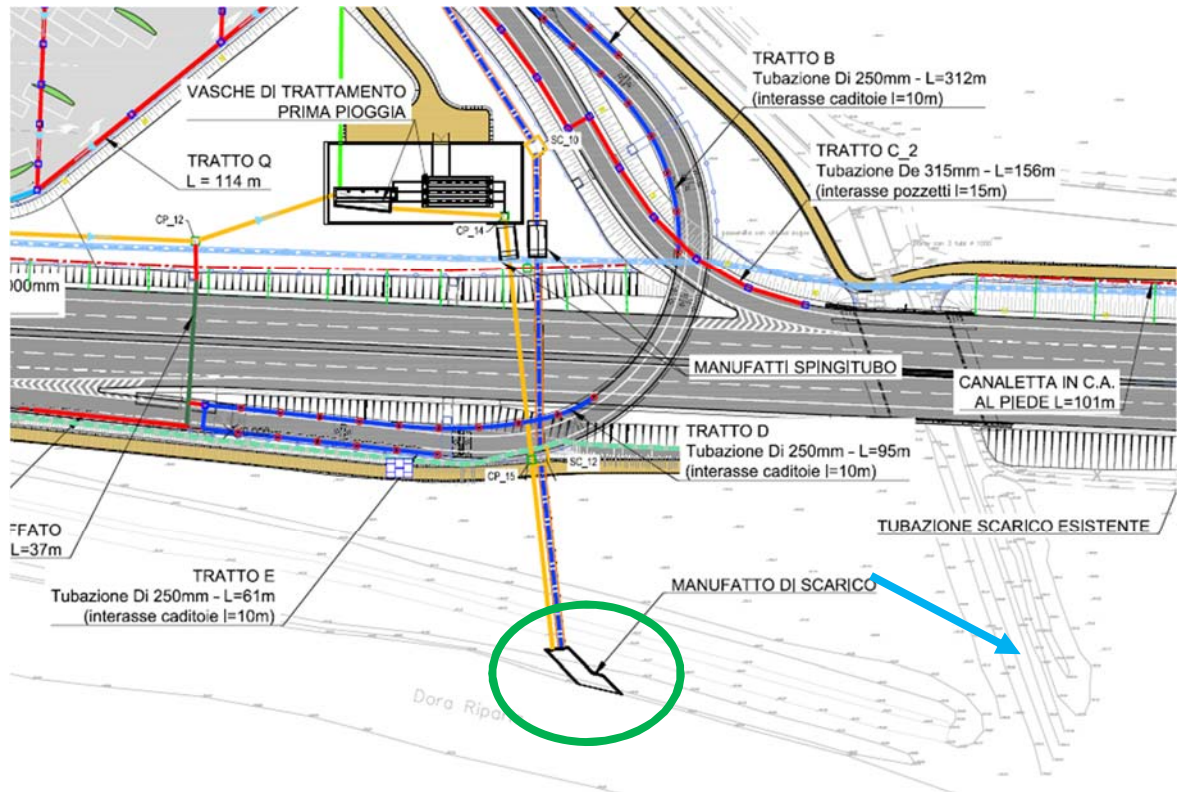 TRATTO B
Tubazione Di 250mm - L=312m
(interasse caditoie I=10m)
VASCHE DI TRATTAMENTO
PRIMA PIOGGIA
SC_10
TRATTO Q
L = 114 m
TRATTO C_2
Tubazione De 315mm - L=156m
(interasse pozzetti I=15m)
CP_12
CP_14
000mm
MANUFATTI SPINGITUBO
CANALETTA IN C.A.
AL PIEDE L=101m
TRATTO D
Tubazione Di 250mm - L=95m
(interasse caditoie I=10m)
SC_12
CP_15
FFATO
L=37m
TUBAZIONE SCARICO ESISTENTE
TRATTO E
Tubazione Di 250mm - L=61m
(interasse caditoie I=10m)
MANUFATTO DI SCARICO
Dora Ripar